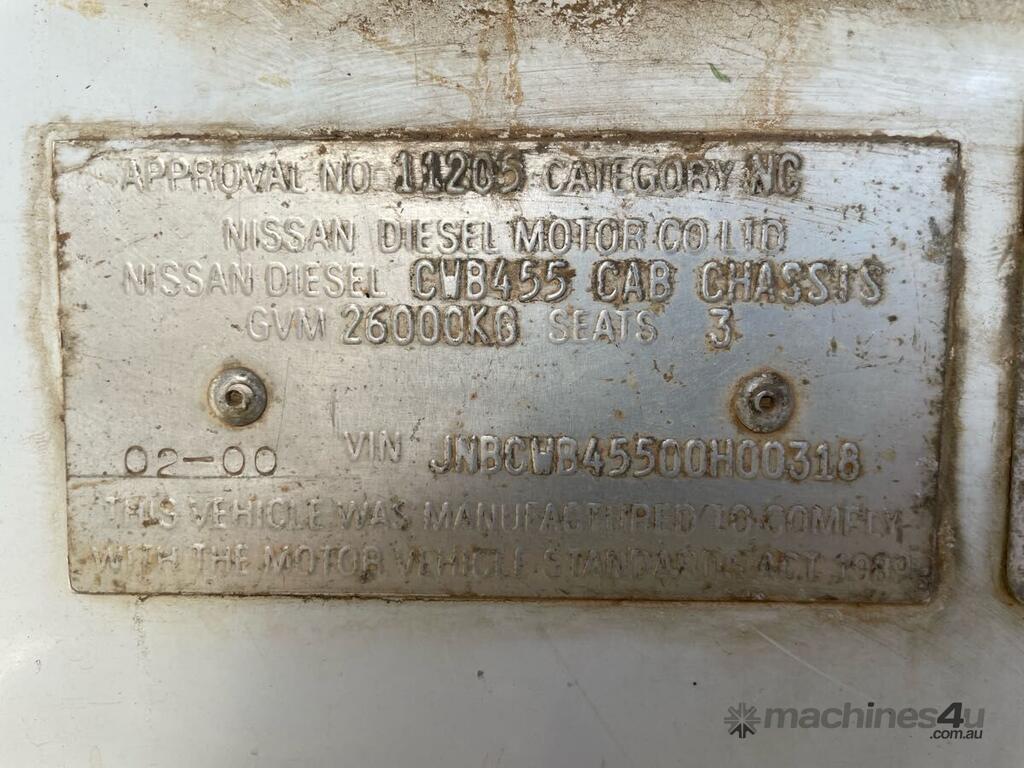 APPROVAL NO 11205 CATEGORY NC
NISSAN DIESEL MOTOR CO LTD
NISSAN DIESEL CWB455 CAB CHASSIS
GVM 26000KG SEATS 3
02-00 VIN JNBCWB45500H00318
THIS VEHICLE WAS MANUFACTURED TO COMPLY
WITH THE MOTOR VEHICLE STANDARDS ACT 1989
machines4u
.com.au